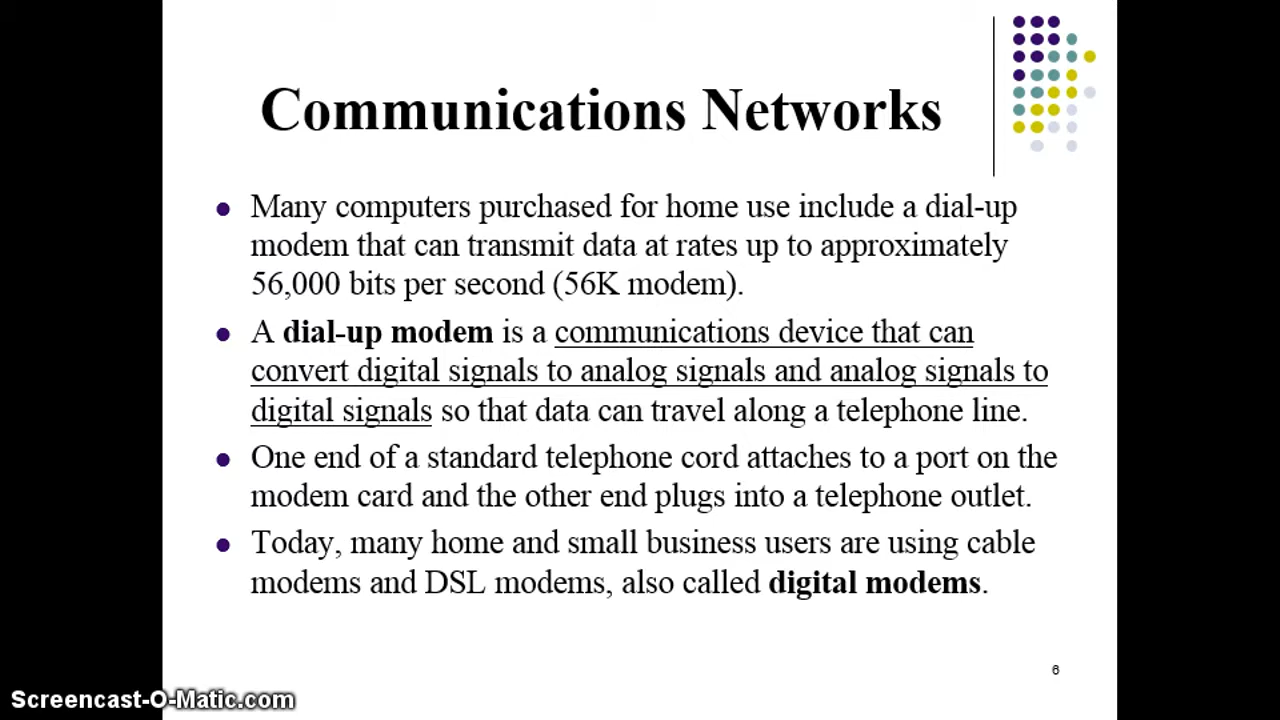 Communications Networks
Many computers purchased for home use include a dial-up
modem that can transmit data at rates up to approximately
56,000 bits per second (56K modem).
A dial-up modem is a communications device that can
convert digital signals to analog signals and analog signals to
digital signals so that data can travel along a telephone line.
One end of a standard telephone cord attaches to a port on the
modem card and the other end plugs into a telephone outlet.
Today, many home and small business users are using cable
modems and DSL modems, also called digital modems.
6
Screencast-O-Matic.com